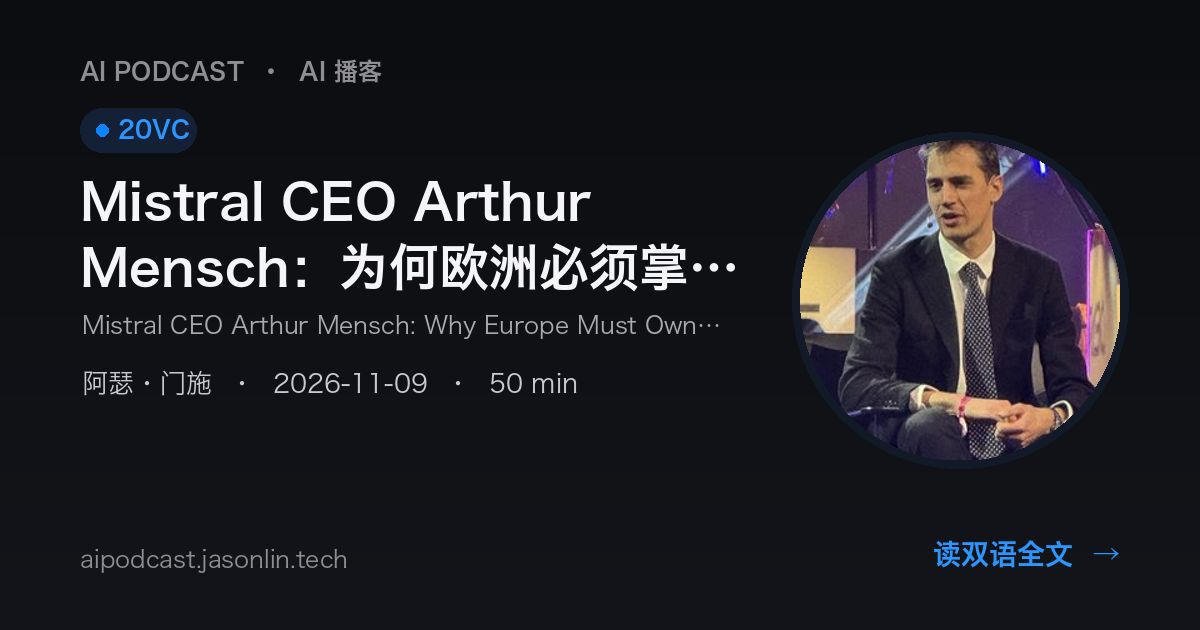 AI PODCAST · AI 播客
20VC
Mistral CEO Arthur
Mensch：为何欧洲必须掌…
Mistral CEO Arthur Mensch: Why Europe Must Own…
阿瑟·门施 · 2026-11-09 · 50 min
aipodcast.jasonlin.tech
读双语全文 →